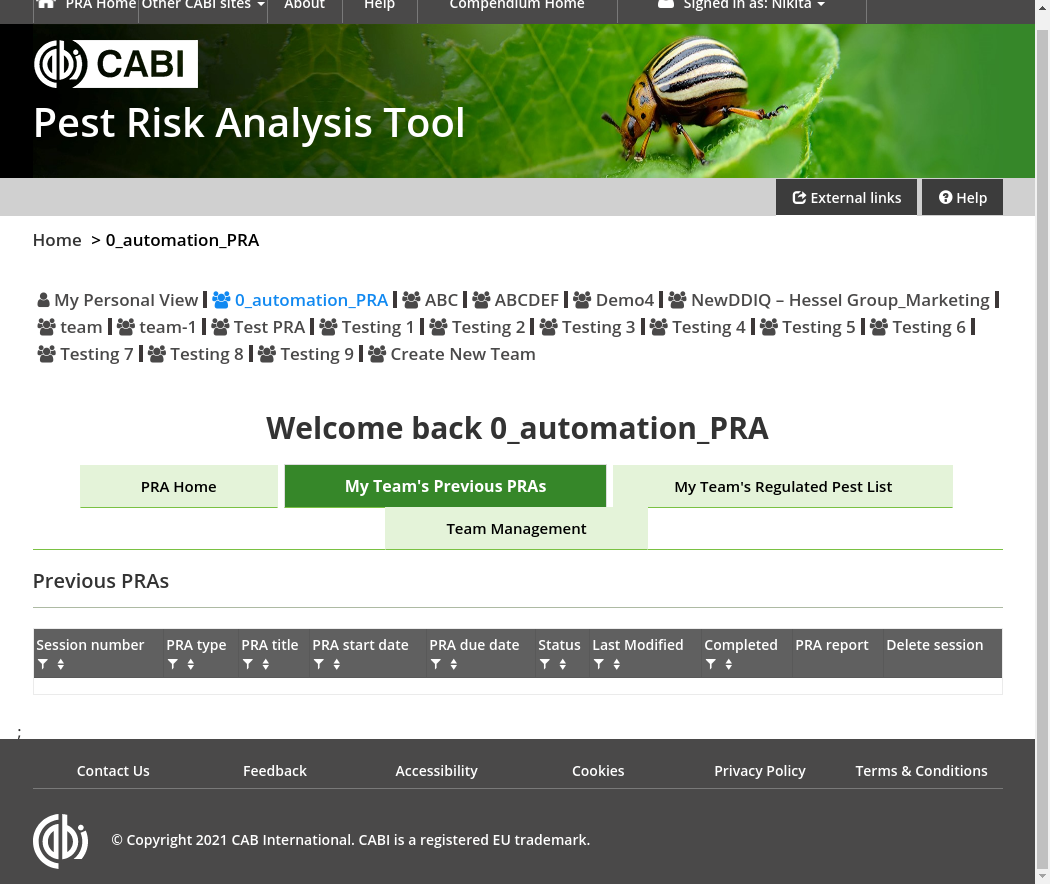 PRA Home Other CABI sites About Help Compendium Home Signed in as: Nikita
CABI
Pest Risk Analysis Tool
External links Help
Home > 0_automation_PRA
My Personal View | 0_automation_PRA | ABC | ABCDEF | Demo4 | NewDDIQ – Hessel Group_Marketing |
team | team-1 | Test PRA | Testing 1 | Testing 2 | Testing 3 | Testing 4 | Testing 5 | Testing 6 |
Testing 7 | Testing 8 | Testing 9 | Create New Team
Welcome back 0_automation_PRA
PRA Home My Team's Previous PRAs My Team's Regulated Pest List
Team Management
Previous PRAs
Session number PRA type PRA title PRA start date PRA due date Status Last Modified Completed PRA report Delete session
;
Contact Us Feedback Accessibility Cookies Privacy Policy Terms & Conditions
© Copyright 2021 CAB International. CABI is a registered EU trademark.